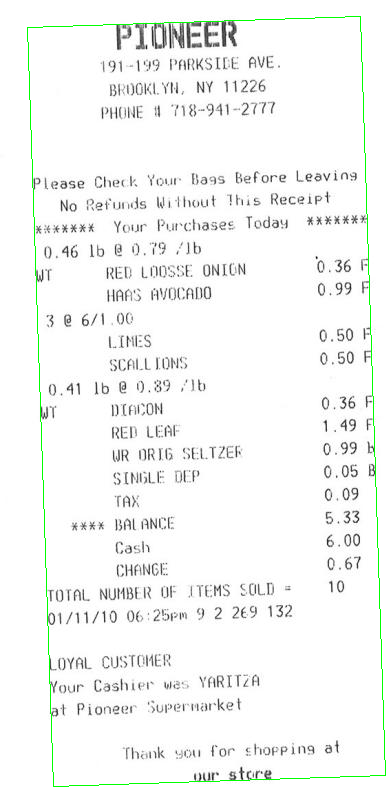 PIONEER
191-199 PARKSIDE AVE.
BROOKLYN, NY 11226
PHONE # 718-941-2777
Please Check Your Bags Before Leaving
No Refunds Without This Receipt
******* Your Purchases Today *******
0.46 lb @ 0.79 /lb
WT RED LOOSSE ONION 0.36 F
HAAS AVOCADO 0.99 F
3 @ 6/1.00
LIMES 0.50 F
SCALLIONS 0.50 F
0.41 lb @ 0.89 /lb
WT DIACON 0.36 F
RED LEAF 1.49 F
WR ORIG SELTZER 0.99 b
SINGLE DEP 0.05 B
TAX 0.09
**** BALANCE 5.33
Cash 6.00
CHANGE 0.67
TOTAL NUMBER OF ITEMS SOLD = 10
01/11/10 06:25pm 9 2 269 132
LOYAL CUSTOMER
Your Cashier was YARITZA
at Pioneer Supermarket
Thank you for shopping at
our store